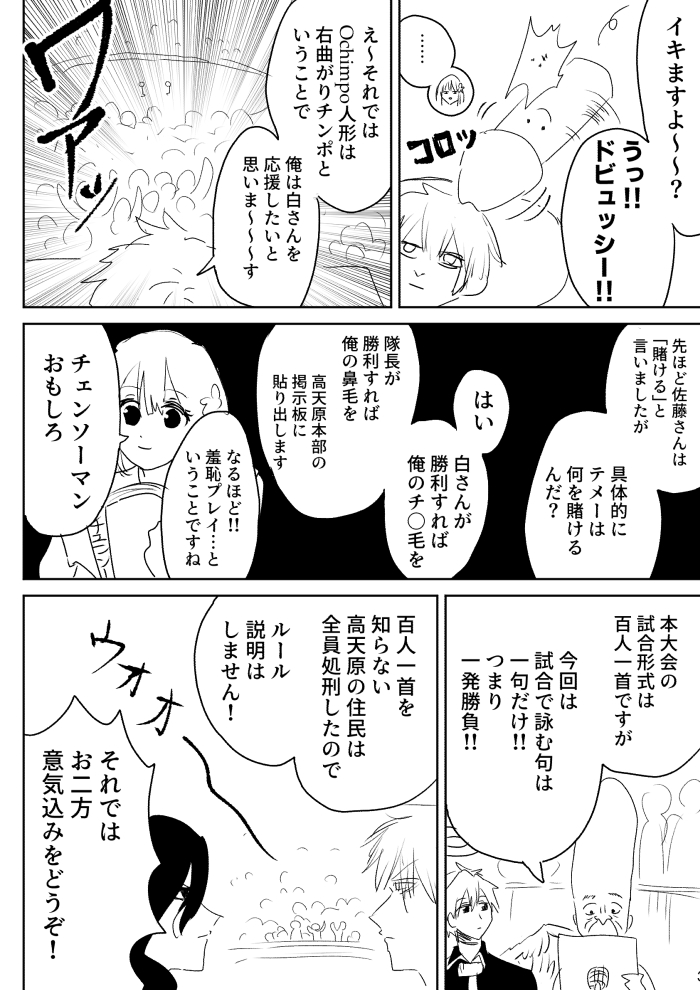 イキますよ〜〜？
うっ!!
ドビュッシー!!
……
コロッ
え〜それでは
Ochimpo人形は
右曲がりチンポと
いうことで
俺は白さんを
応援したいと
思いま〜〜〜す
ワァァッ
先ほど佐藤さんは
「賭ける」と
言いましたが
具体的に
テメーは
何を賭ける
んだ？
はい
白さんが
勝利すれば
俺のチ〇毛を
隊長が
勝利すれば
俺の鼻毛を
高天原本部の
掲示板に
貼り出します
なるほど!!
羞恥プレイ…と
いうことですね
チェンソーマン
おもしろ
本大会の
試合形式は
百人一首ですが
今回は
試合で詠む句は
一句だけ!!
つまり
一発勝負!!
百人一首を
知らない
高天原の住民は
全員処刑したので
ルール
説明は
しません！
ウォオー
それでは
お二方
意気込みをどうぞ！